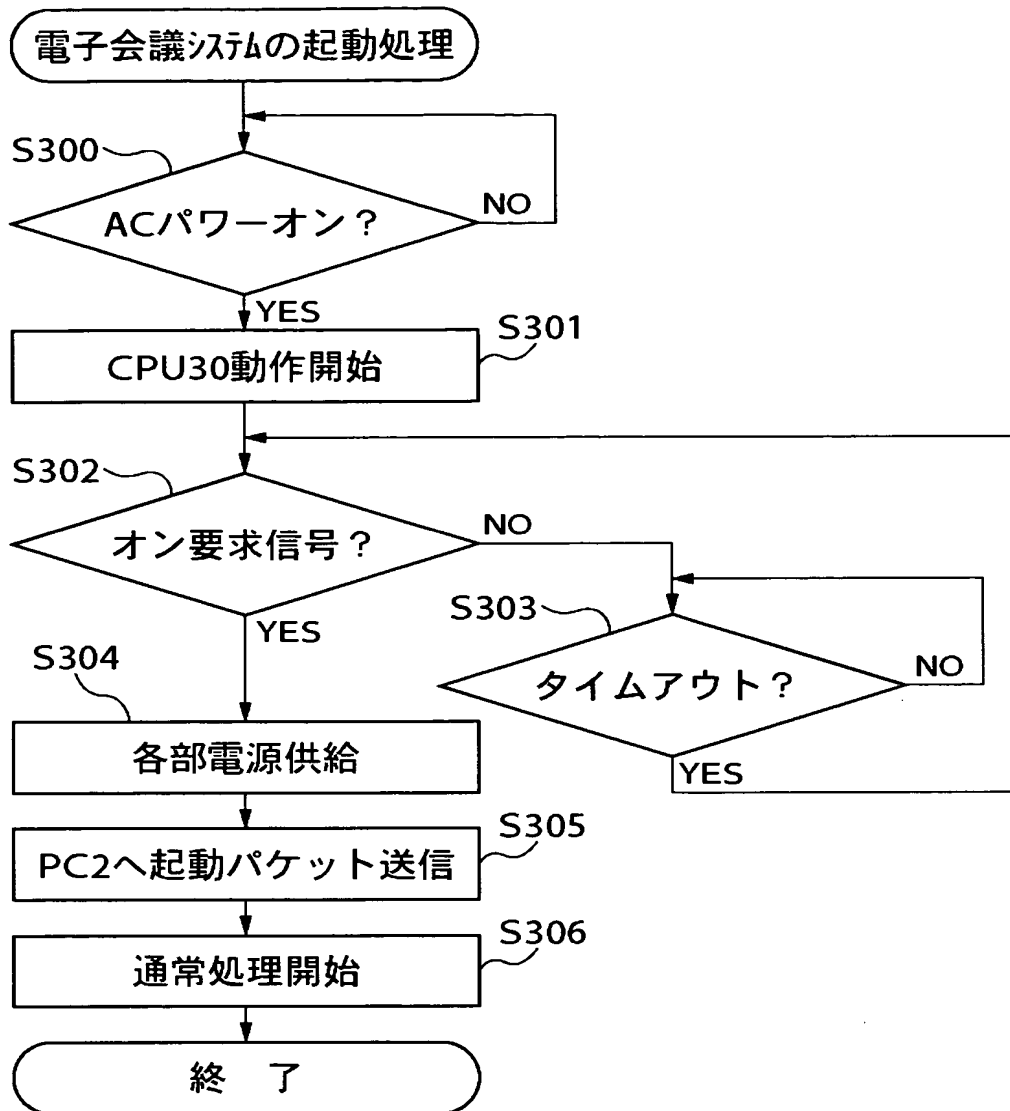 電子会議システムの起動処理
S300
ACパワーオン？
NO
YES
S301
CPU30動作開始
S302
オン要求信号？
NO
YES
S303
タイムアウト？
NO
YES
S304
各部電源供給
S305
PC2へ起動パケット送信
S306
通常処理開始
終 了